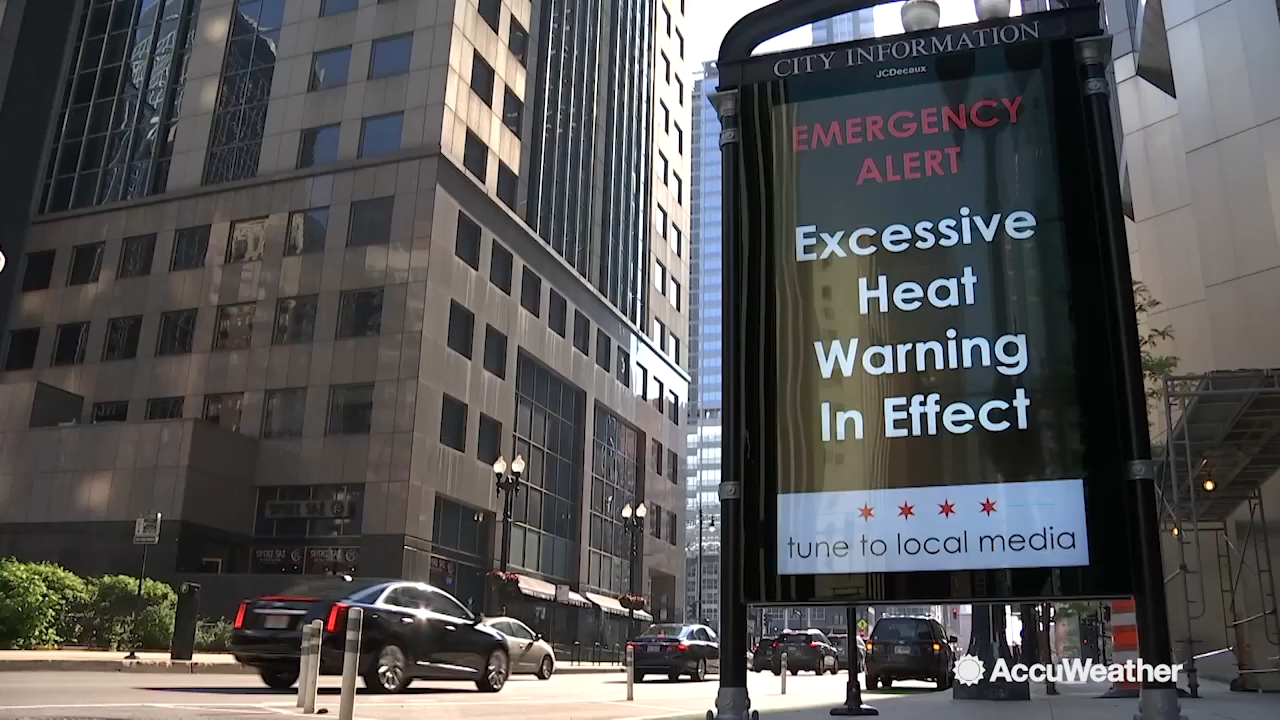 CITY INFORMATION
JCDecaux
EMERGENCY
ALERT
Excessive
Heat
Warning
In Effect
tune to local media
AccuWeather